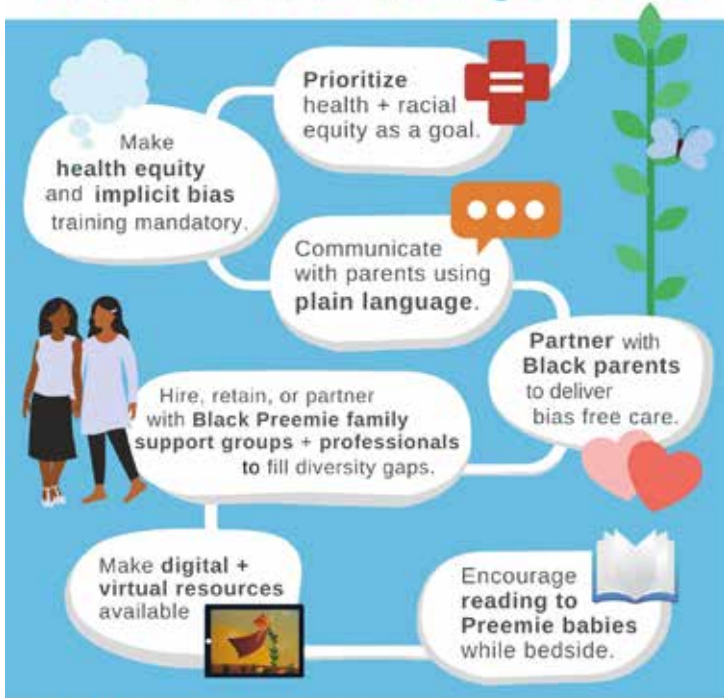 Prioritize
health + racial
equity as a goal.
Make
health equity
and implicit bias
training mandatory.
Communicate
with parents using
plain language.
Partner with
Black parents
to deliver
bias free care.
Hire, retain, or partner
with Black Preemie family
support groups + professionals
to fill diversity gaps.
Make digital +
virtual resources
available
Encourage
reading to
Preemie babies
while bedside.